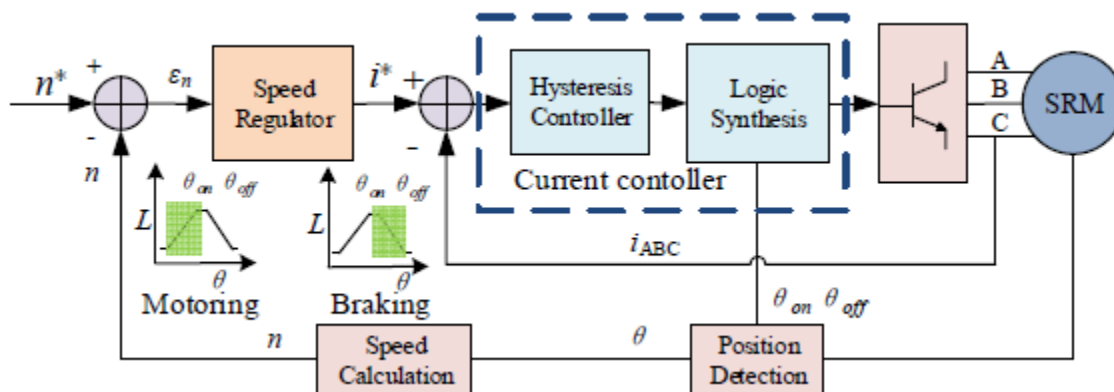 n*
+
-
n
εn
Speed
Regulator
i*
+
-
Hysteresis
Controller
Logic
Synthesis
Current contoller
A
B
C
SRM
θon θoff
L
θ
Motoring
θon θoff
L
θ
Braking
iABC
θon θoff
n
Speed
Calculation
θ
Position
Detection